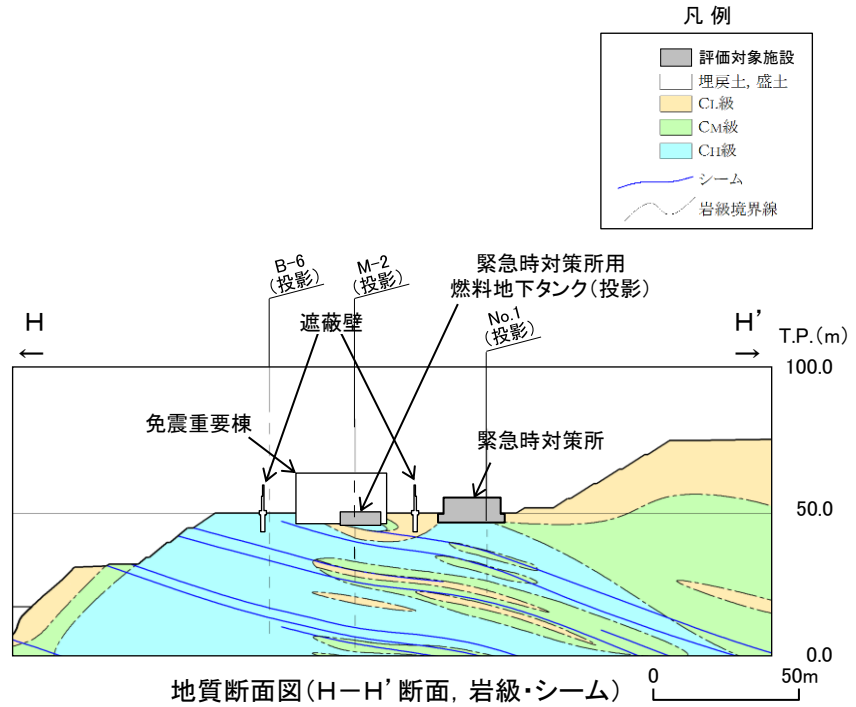 凡 例
評価対象施設
埋戻土, 盛土
CL級
CM級
CH級
シーム
岩級境界線
B-6
(投影)
M-2
(投影)
緊急時対策所用
燃料地下タンク(投影)
No.1
(投影)
遮蔽壁
H
←
H'
→
T.P.(m)
100.0
免震重要棟
緊急時対策所
50.0
0.0
地質断面図(H-H'断面, 岩級・シーム)
0
50m